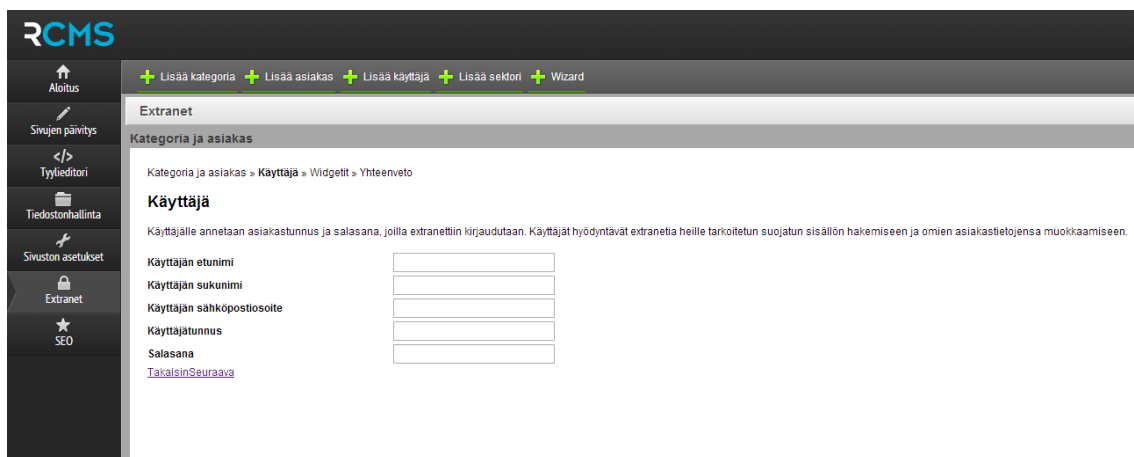 RCMS
Aloitus
Sivujen päivitys
</>
Tyylieditori
Tiedostonhallinta
Sivuston asetukset
Extranet
SEO
Lisää kategoria Lisää asiakas Lisää käyttäjä Lisää sektori Wizard
Extranet
Kategoria ja asiakas
Kategoria ja asiakas » Käyttäjä » Widgetit » Yhteenveto
Käyttäjä
Käyttäjälle annetaan asiakastunnus ja salasana, joilla extranettiin kirjaudutaan. Käyttäjät hyödyntävät extranetia heille tarkoitetun suojatun sisällön hakemiseen ja omien asiakastietojensa muokkaamiseen.
Käyttäjän etunimi
Käyttäjän sukunimi
Käyttäjän sähköpostiosoite
Käyttäjätunnus
Salasana
TakaisinSeuraava